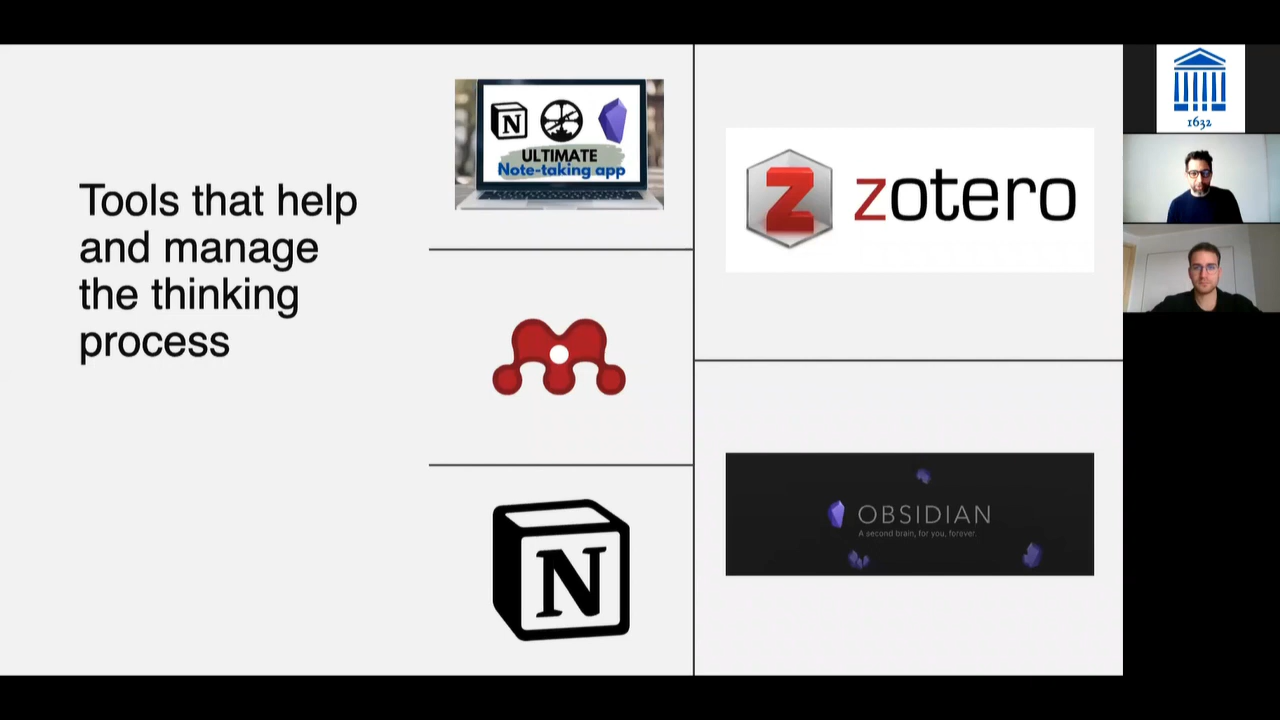 Tools that help
and manage
the thinking
process
N
ULTIMATE
Note-taking app
N
Z
zotero
OBSIDIAN
A second brain, for you, forever.
1632